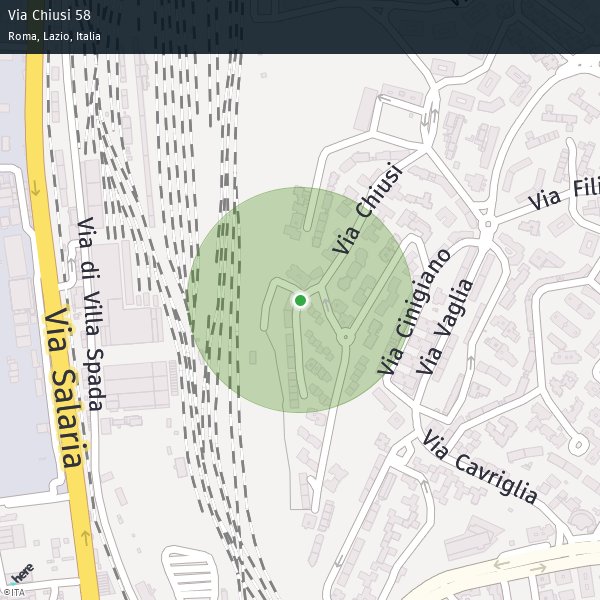 Via Chiusi 58
Roma, Lazio, Italia
Via Chiusi
Via Fili
Via di Villa Spada
Via Cinigiano
Via Vaglia
Via Salaria
Via Cavriglia
here
©ITA